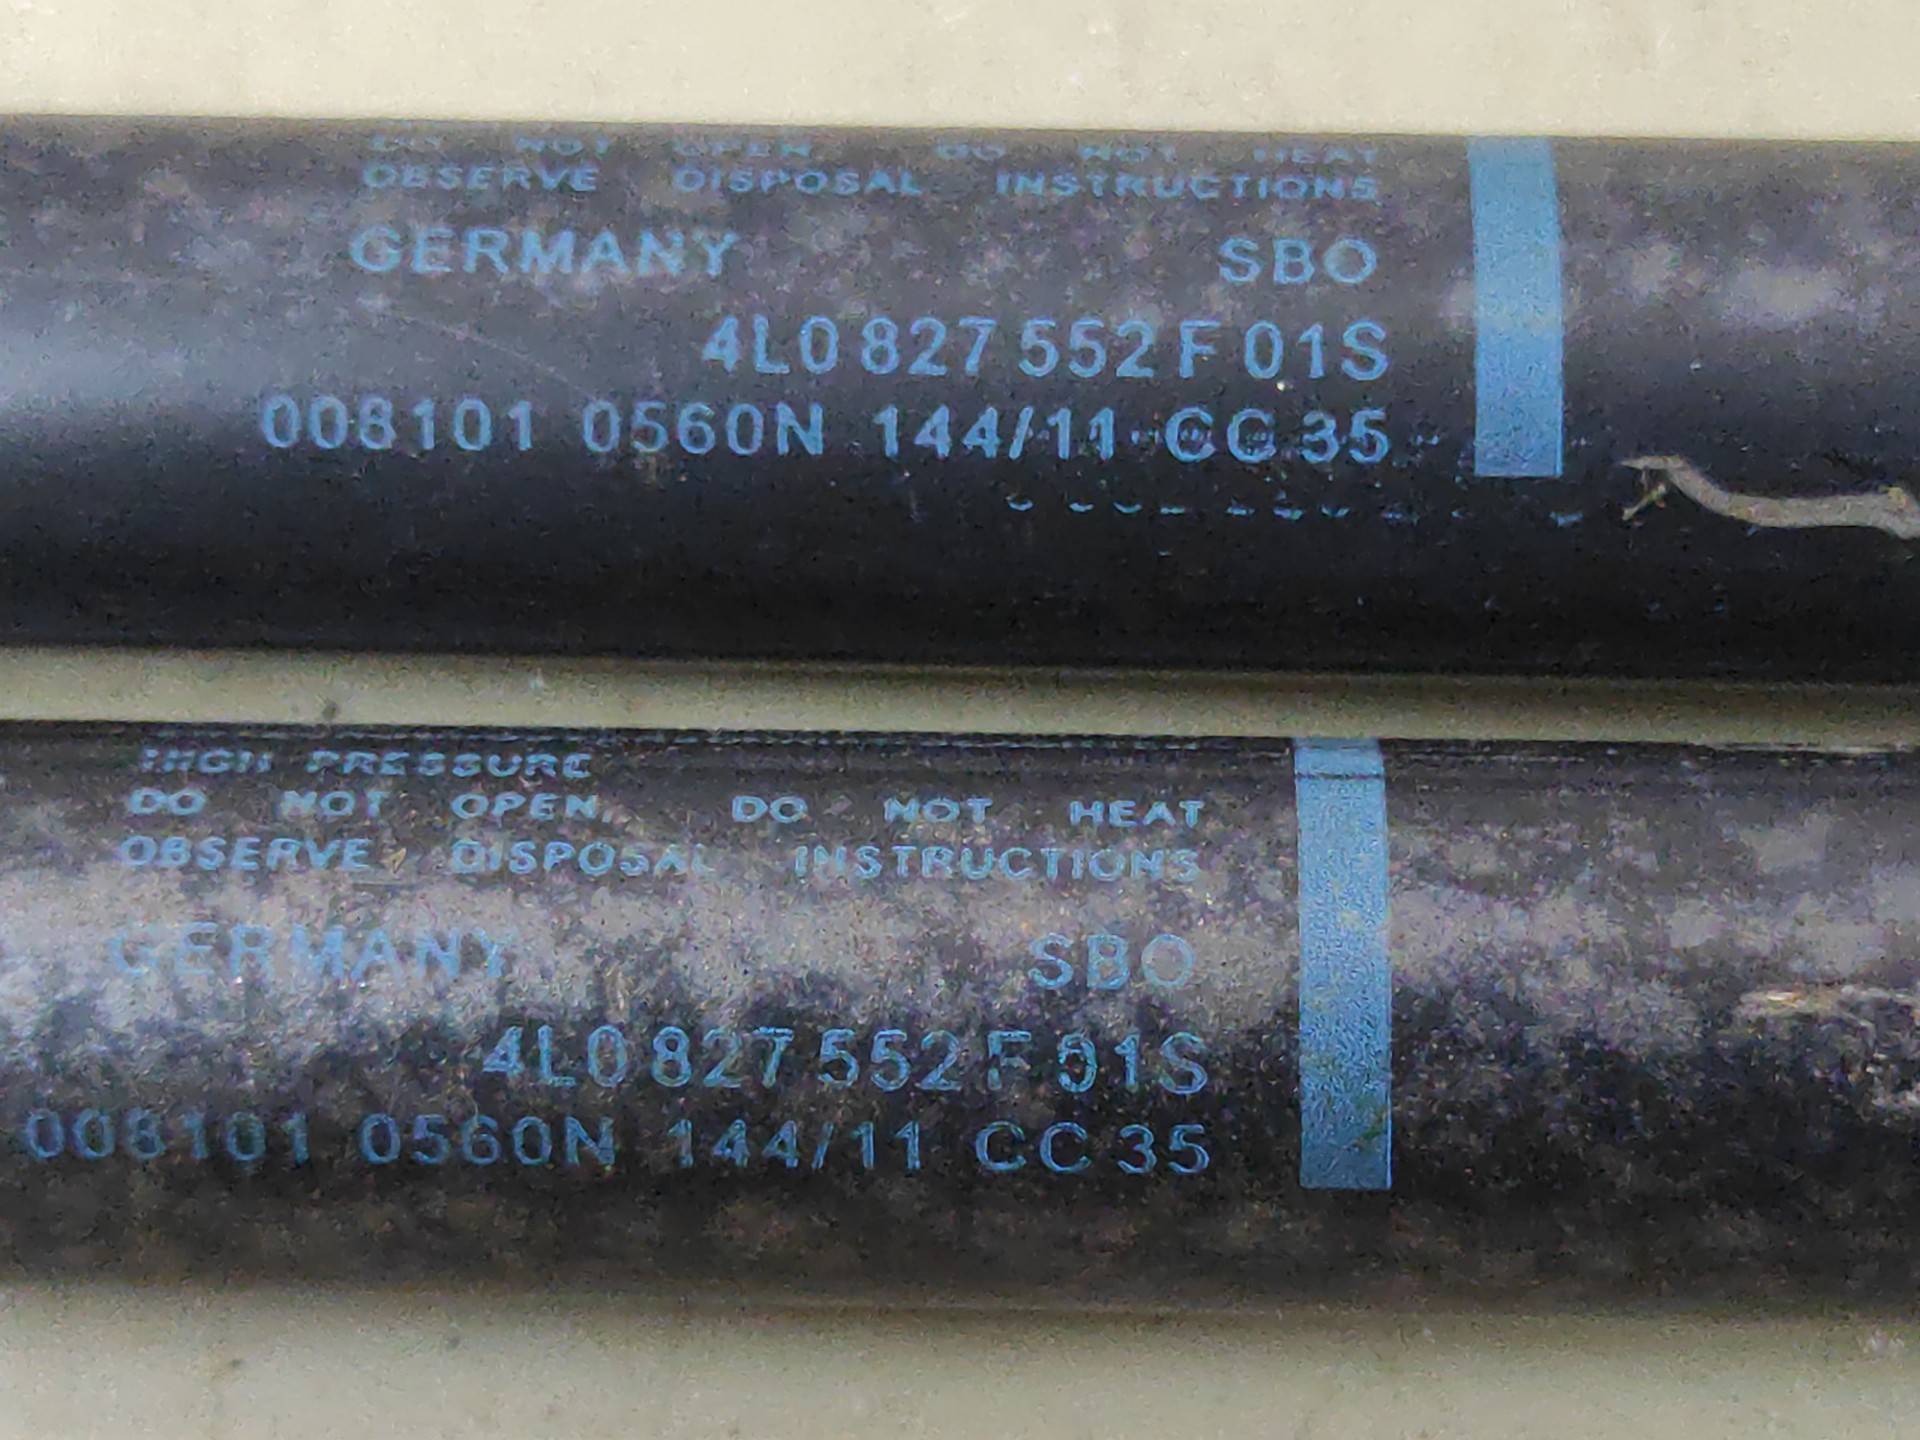 DO NOT OPEN DO NOT HEAT
OBSERVE DISPOSAL INSTRUCTIONS
GERMANY SBO
4L0 827 552 F 01S
008101 0560N 144/11 CC 35
HIGH PRESSURE
DO NOT OPEN. DO NOT HEAT
OBSERVE DISPOSAL INSTRUCTIONS
GERMANY SBO
4L0 827 552 F 01S
008101 0560N 144/11 CC 35